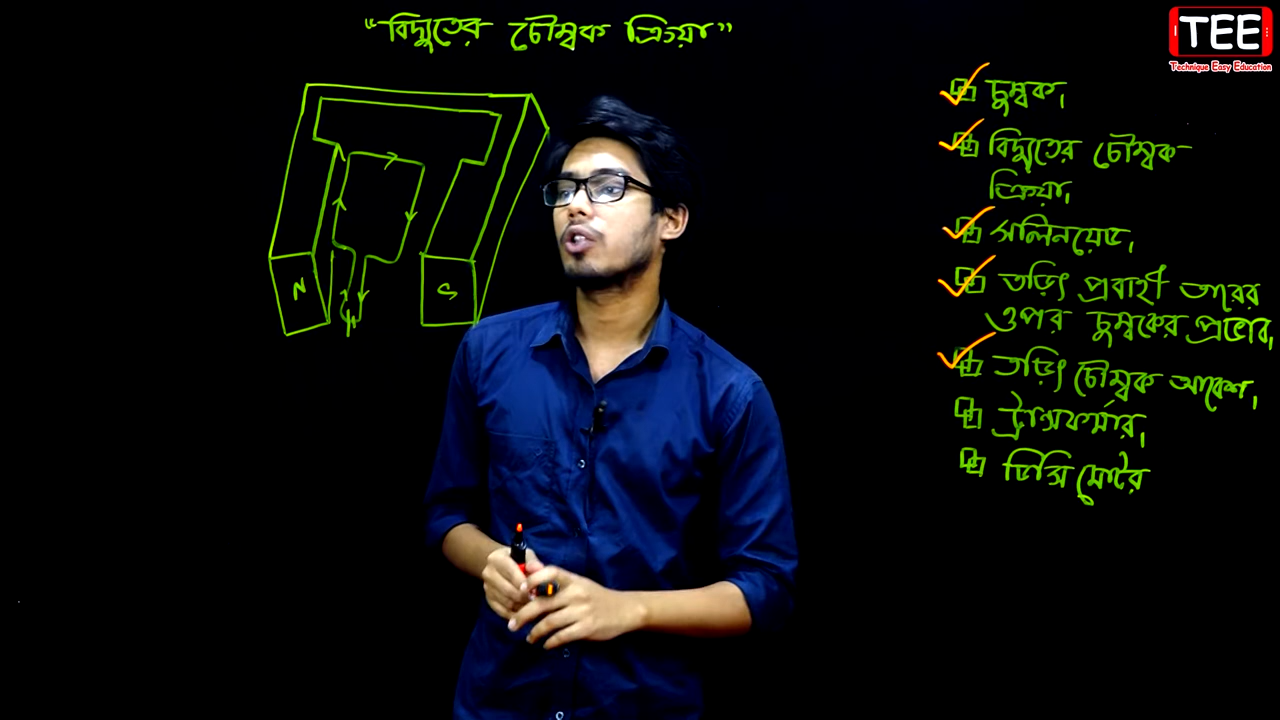 "বিদ্যুতের চৌম্বক ক্রিয়া"
TEE
Technique Easy Education
চুম্বক,
বিদ্যুতের চৌম্বক
ক্রিয়া,
সলিনয়েড,
তড়িৎ প্রবাহী তারের
ওপর চুম্বকের প্রভাব,
তড়িৎ চৌম্বক আবেশ,
ট্রান্সফর্মার,
ডিসি মোটর
N
S